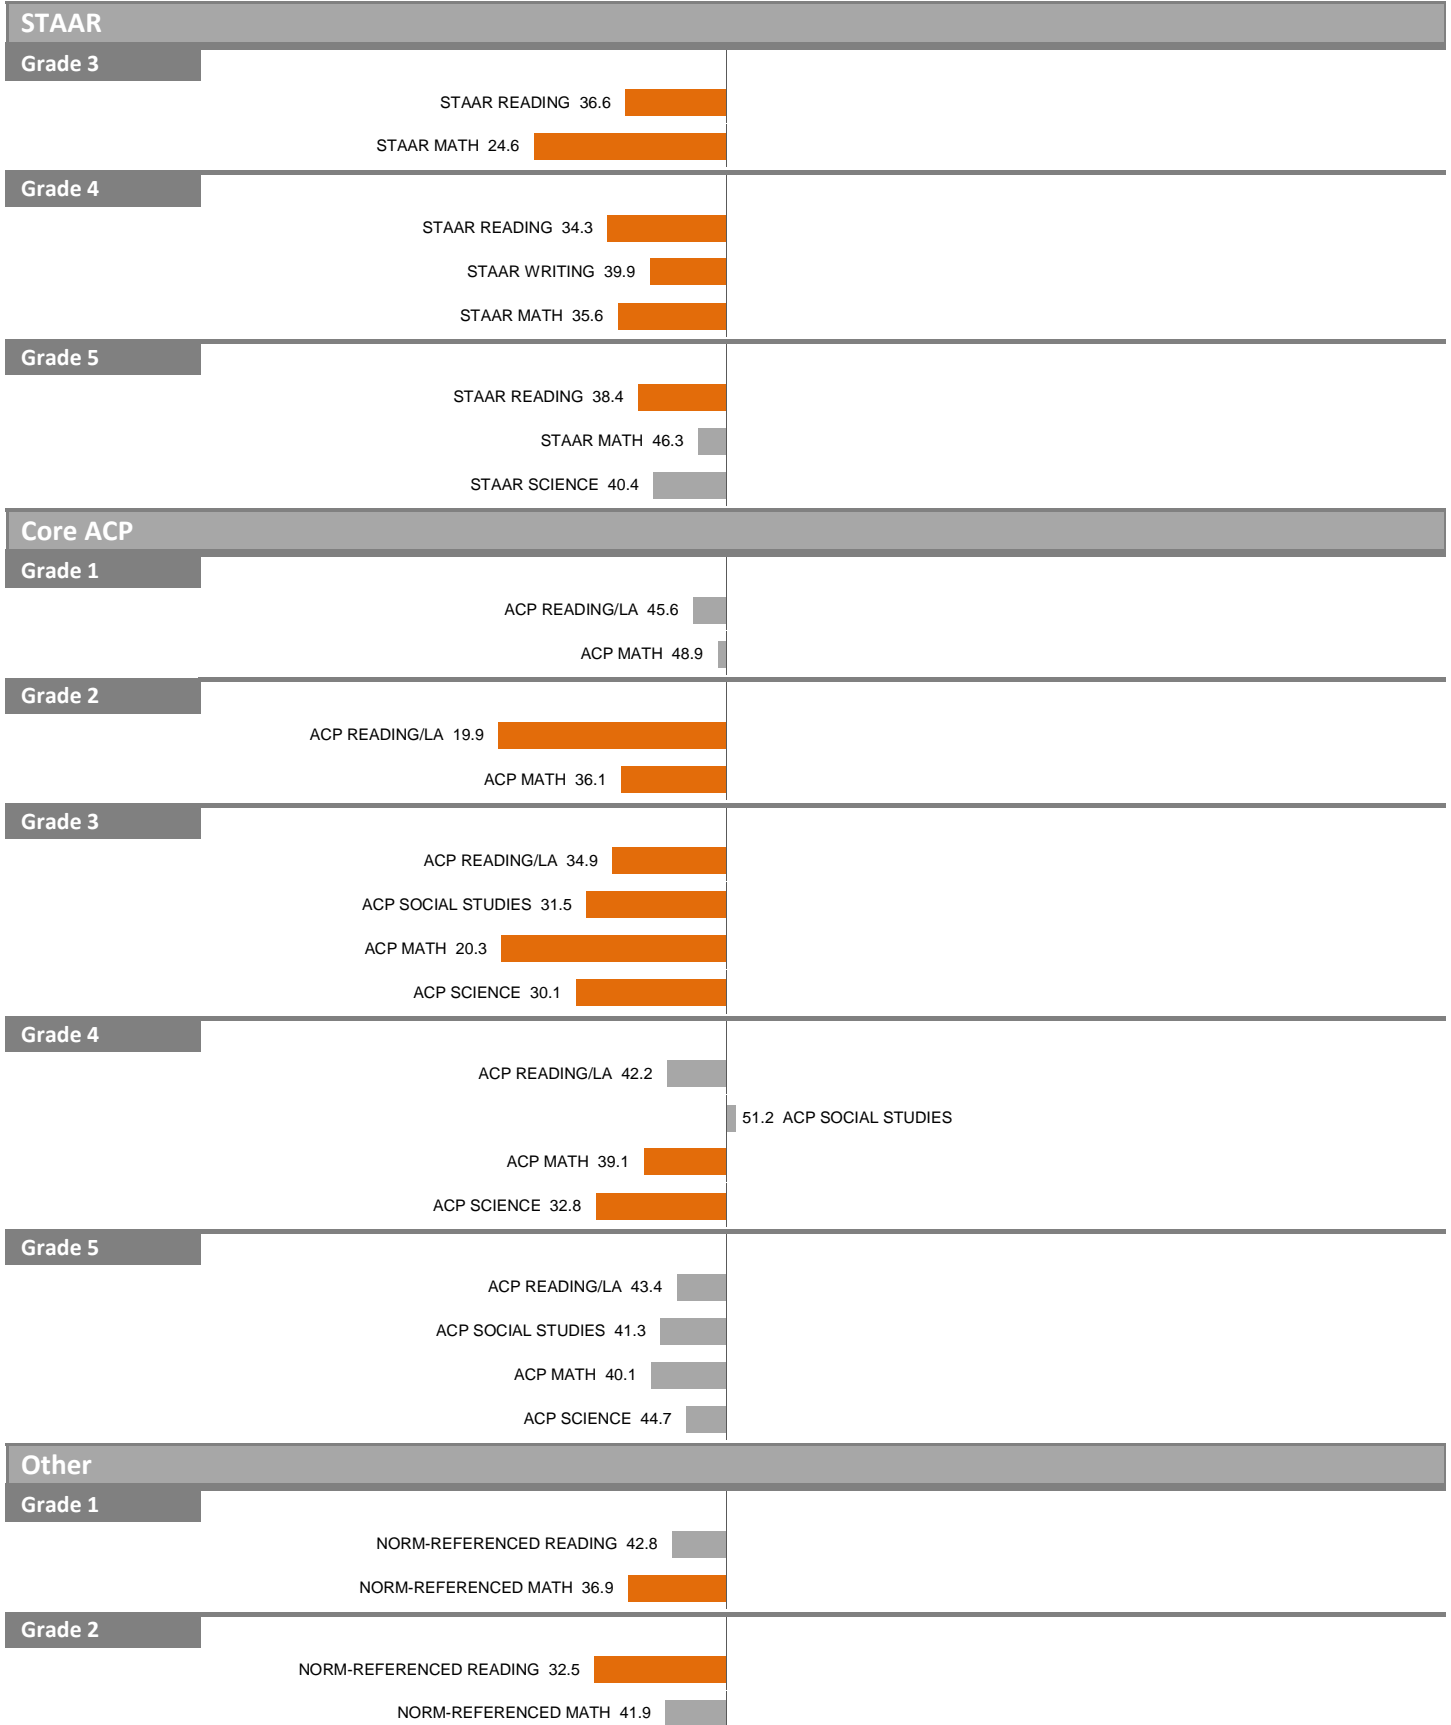 STAAR
Grade 3
STAAR READING 36.6
STAAR MATH 24.6
Grade 4
STAAR READING 34.3
STAAR WRITING 39.9
STAAR MATH 35.6
Grade 5
STAAR READING 38.4
STAAR MATH 46.3
STAAR SCIENCE 40.4
Core ACP
Grade 1
ACP READING/LA 45.6
ACP MATH 48.9
Grade 2
ACP READING/LA 19.9
ACP MATH 36.1
Grade 3
ACP READING/LA 34.9
ACP SOCIAL STUDIES 31.5
ACP MATH 20.3
ACP SCIENCE 30.1
Grade 4
ACP READING/LA 42.2
51.2 ACP SOCIAL STUDIES
ACP MATH 39.1
ACP SCIENCE 32.8
Grade 5
ACP READING/LA 43.4
ACP SOCIAL STUDIES 41.3
ACP MATH 40.1
ACP SCIENCE 44.7
Other
Grade 1
NORM-REFERENCED READING 42.8
NORM-REFERENCED MATH 36.9
Grade 2
NORM-REFERENCED READING 32.5
NORM-REFERENCED MATH 41.9